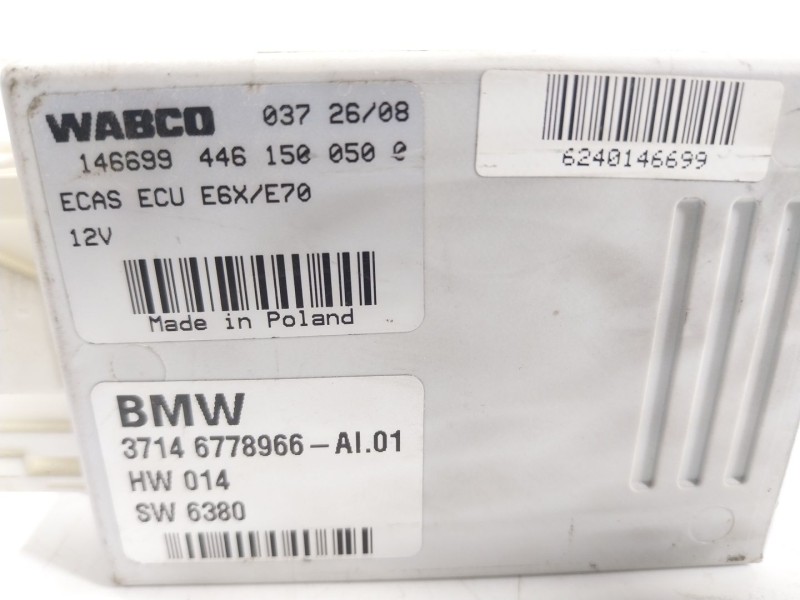 WABCO 037 26/08
146699 446 150 050 0
ECAS ECU E6X/E70
12V
Made in Poland
6240146699
BMW
3714 6778966-AI.01
HW 014
SW 6380